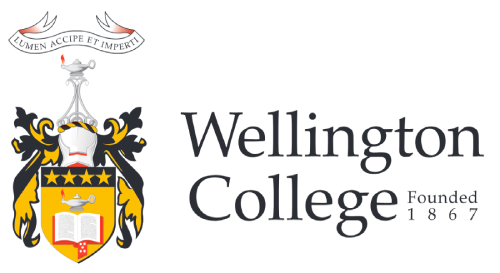 LUMEN ACCIPE ET IMPERTI
Wellington
College
Founded
1867